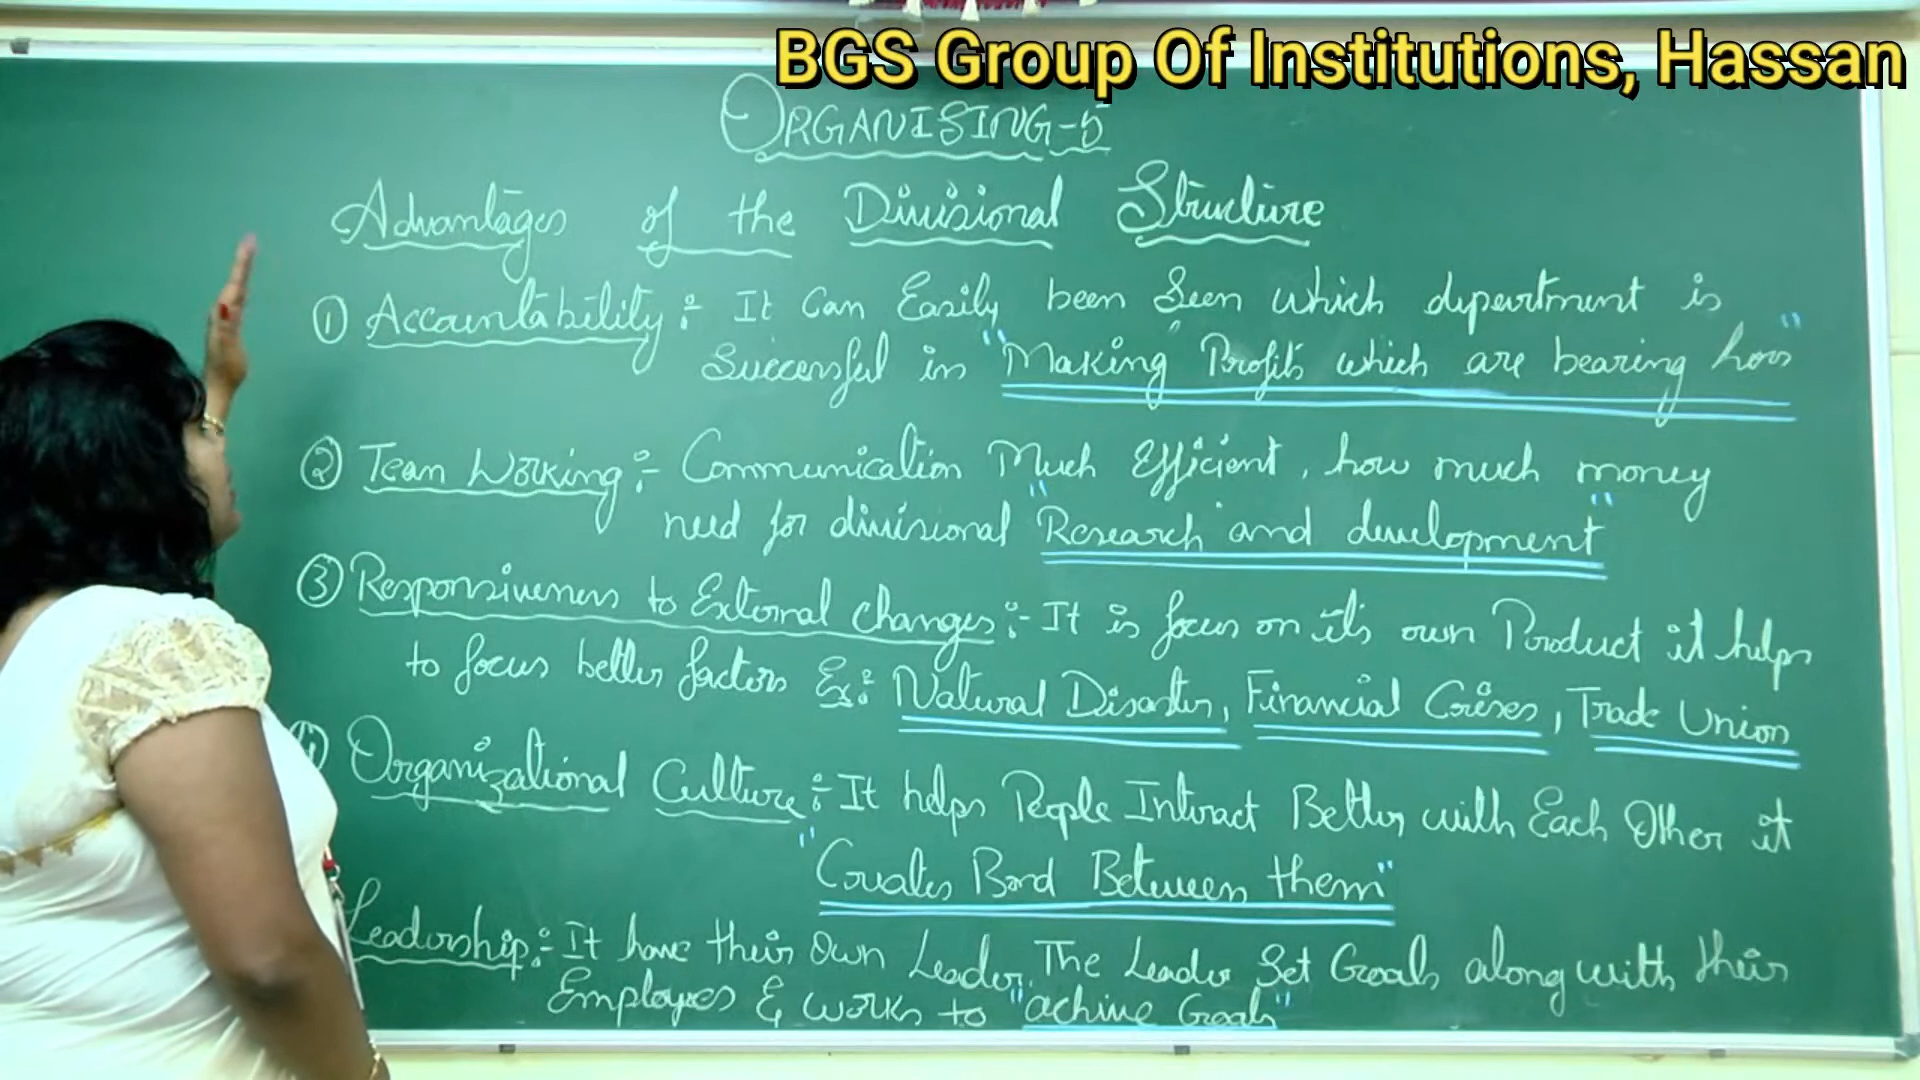 BGS Group Of Institutions, Hassan
ORGANISING-5
Advantages of the Divisional Structure
① Accountability:- It Can Easily been Seen which department is
Successful in "Making Profits which are bearing loss"
② Team Working:- Communication Much Efficient, how much money
need for divisional "Research and development"
③ Responsiveness to External changes:- It is focus on it's own Product it helps
to focus better factors Ex: Natural Disaster, Financial Crises, Trade Union
④ Organizational Culture:- It helps People Interact Better with Each Other it
"Creates Bond Between them"
Leadership:- It have their Own Leader, The Leader Set Goals along with their
Employees & works to "achive Goals"